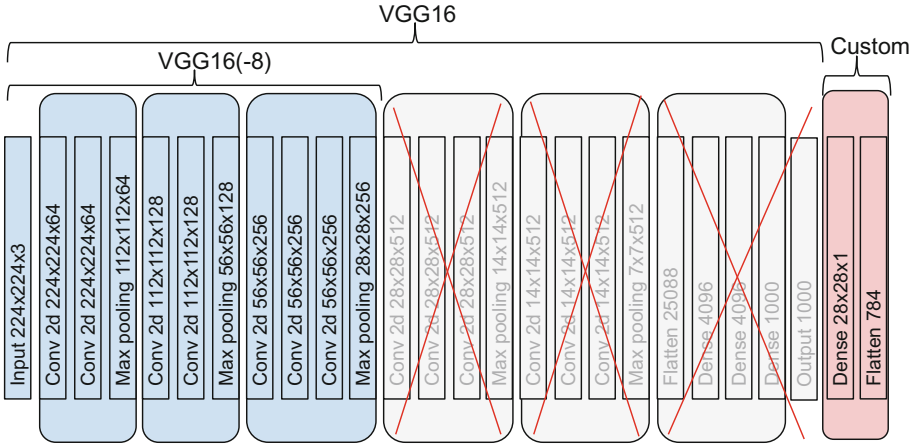 VGG16
VGG16(-8)
Custom
Input 224x224x3
Conv 2d 224x224x64
Conv 2d 224x224x64
Max pooling 112x112x64
Conv 2d 112x112x128
Conv 2d 112x112x128
Max pooling 56x56x128
Conv 2d 56x56x256
Conv 2d 56x56x256
Conv 2d 56x56x256
Max pooling 28x28x256
Conv 2d 28x28x512
Conv 2d 28x28x512
Conv 2d 28x28x512
Max pooling 14x14x512
Conv 2d 14x14x512
Conv 2d 14x14x512
Conv 2d 14x14x512
Max pooling 7x7x512
Flatten 25088
Dense 4096
Dense 4096
Dense 1000
Output 1000
Dense 28x28x1
Flatten 784